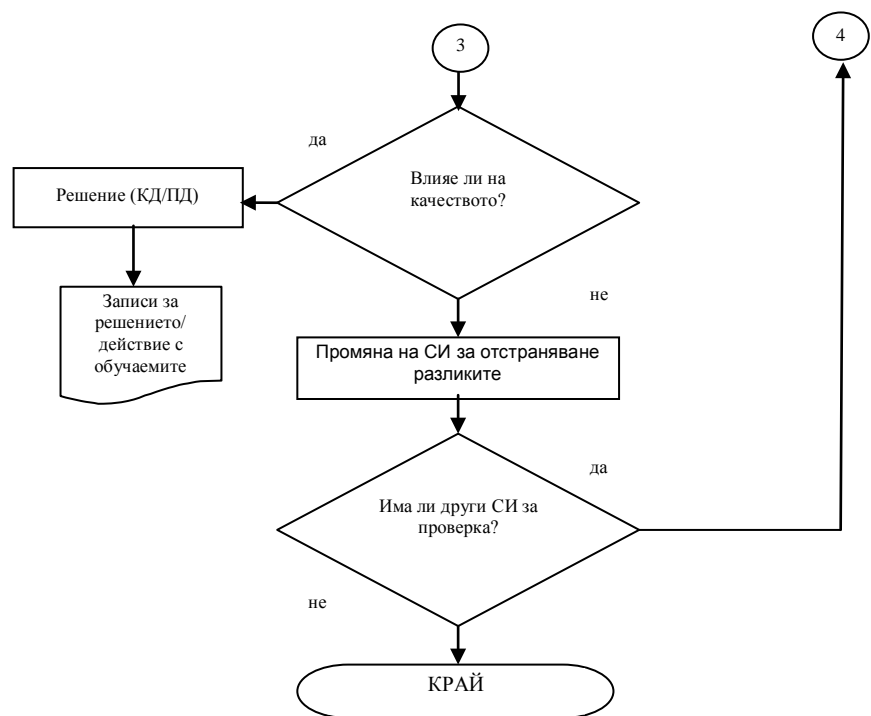 3
4
да
Влияе ли на
качеството?
Решение (КД/ПД)
Записи за
решението/
действие с
обучаемите
не
Промяна на СИ за отстраняване
разликите
да
Има ли други СИ за
проверка?
не
КРАЙ